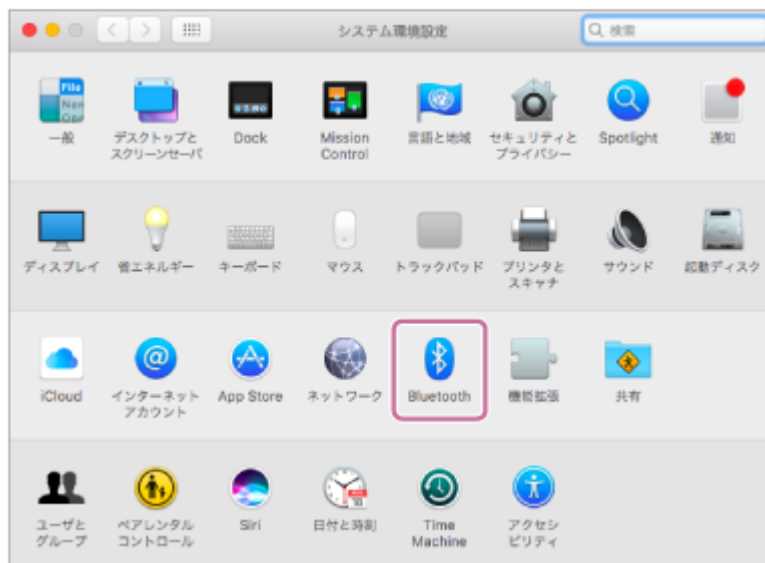 システム環境設定
検索
一般
デスクトップと
スクリーンセーバ
Dock
Mission
Control
言語と地域
セキュリティと
プライバシー
Spotlight
通知
ディスプレイ
省エネルギー
キーボード
マウス
トラックパッド
プリンタと
スキャナ
サウンド
起動ディスク
iCloud
インターネット
アカウント
App Store
ネットワーク
Bluetooth
機能拡張
共有
ユーザと
グループ
ペアレンタル
コントロール
Siri
日付と時刻
Time
Machine
アクセシ
ビリティ